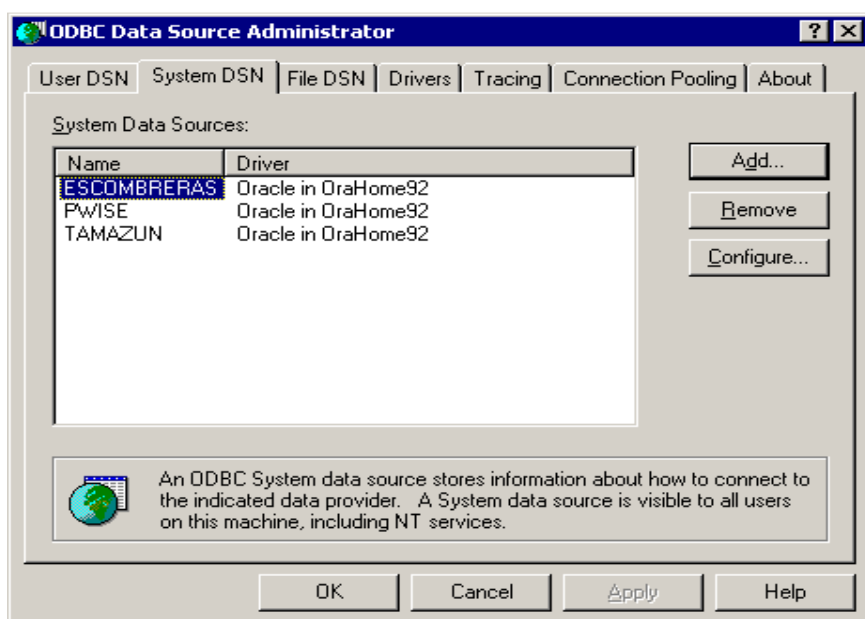 ODBC Data Source Administrator
User DSN System DSN File DSN Drivers Tracing Connection Pooling About
System Data Sources:
Name Driver
ESCOMBRERAS Oracle in OraHome92
PWISE Oracle in OraHome92
TAMAZUN Oracle in OraHome92
Add...
Remove
Configure...
An ODBC System data source stores information about how to connect to
the indicated data provider. A System data source is visible to all users
on this machine, including NT services.
OK Cancel Apply Help